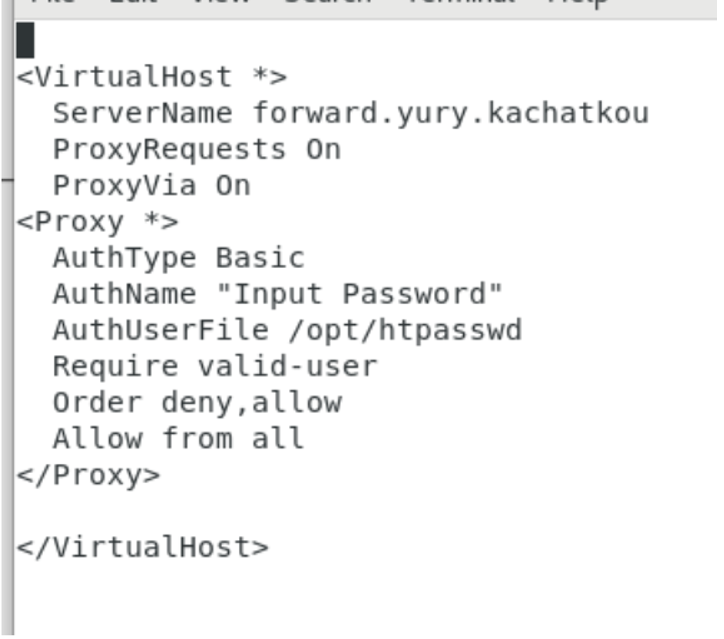 File Edit View Search Terminal Help
<VirtualHost *>
  ServerName forward.yury.kachatkou
  ProxyRequests On
  ProxyVia On
<Proxy *>
  AuthType Basic
  AuthName "Input Password"
  AuthUserFile /opt/htpasswd
  Require valid-user
  Order deny,allow
  Allow from all
</Proxy>

</VirtualHost>